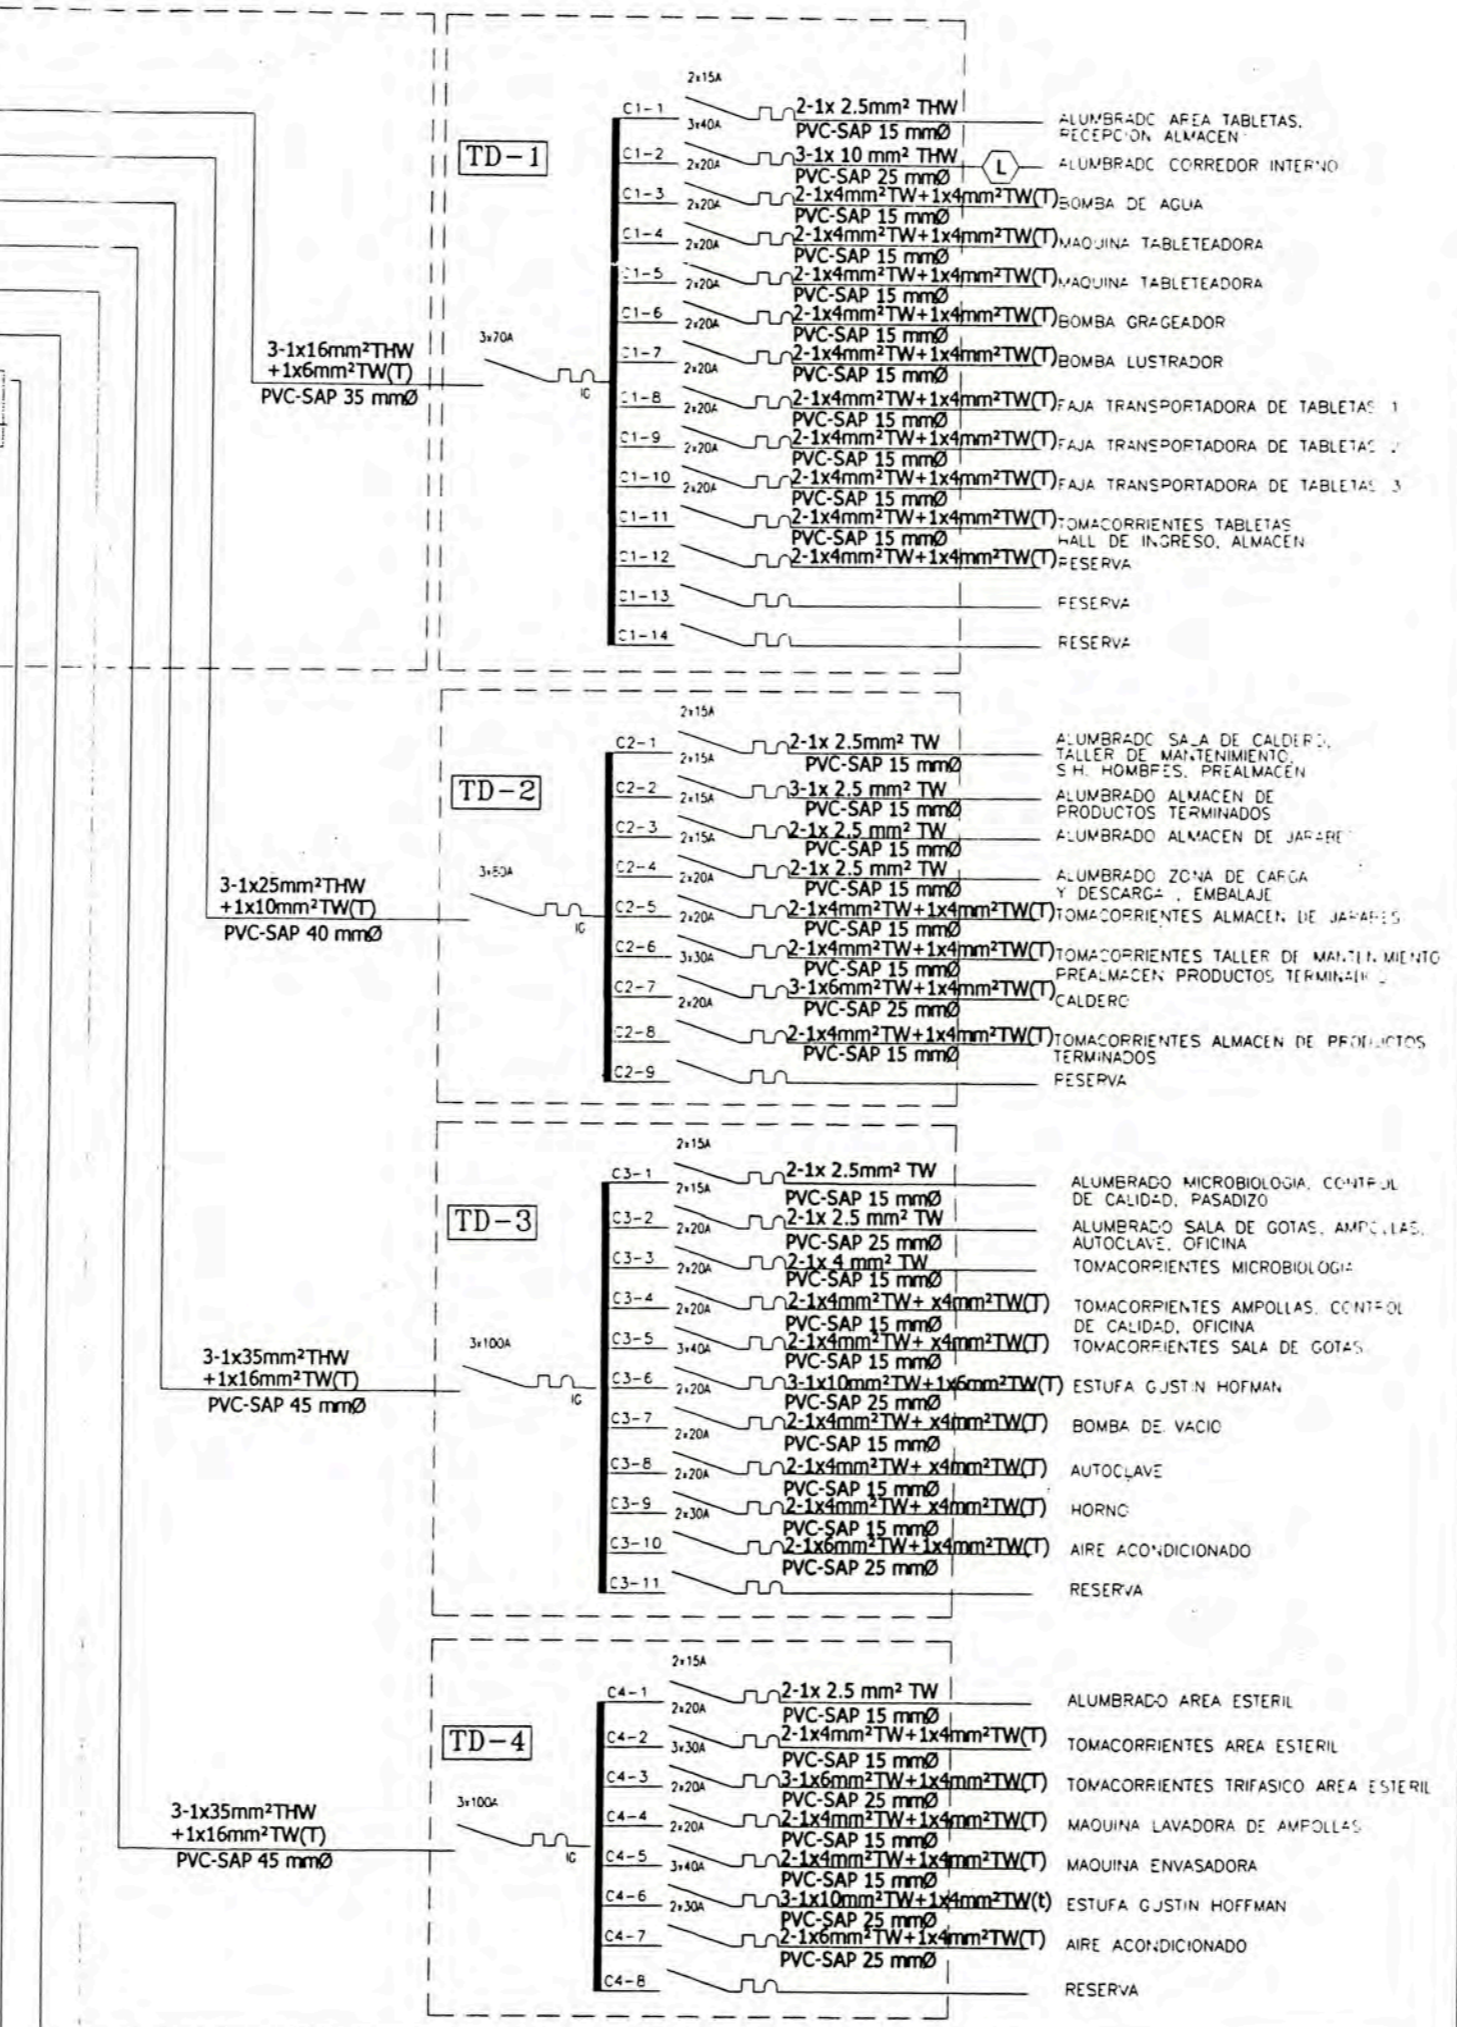 TD-1
3-1x16mm²THW
+1x6mm²TW(T)
PVC-SAP 35 mmØ
3x70A
IG
2x15A
C1-1
2-1x 2.5mm² THW
PVC-SAP 15 mmØ
ALUMBRADO AREA TABLETAS,
RECEPCION ALMACEN
3x40A
C1-2
3-1x 10 mm² THW
PVC-SAP 25 mmØ
L
ALUMBRADO CORREDOR INTERNO
2x20A
C1-3
2-1x4mm²TW+1x4mm²TW(T)
PVC-SAP 15 mmØ
BOMBA DE AGUA
2x20A
C1-4
2-1x4mm²TW+1x4mm²TW(T)
PVC-SAP 15 mmØ
MAQUINA TABLETEADORA
2x20A
C1-5
2-1x4mm²TW+1x4mm²TW(T)
PVC-SAP 15 mmØ
MAQUINA TABLETEADORA
2x20A
C1-6
2-1x4mm²TW+1x4mm²TW(T)
PVC-SAP 15 mmØ
BOMBA GRAGEADOR
2x20A
C1-7
2-1x4mm²TW+1x4mm²TW(T)
PVC-SAP 15 mmØ
BOMBA LUSTRADOR
2x20A
C1-8
2-1x4mm²TW+1x4mm²TW(T)
PVC-SAP 15 mmØ
FAJA TRANSPORTADORA DE TABLETAS 1
2x20A
C1-9
2-1x4mm²TW+1x4mm²TW(T)
PVC-SAP 15 mmØ
FAJA TRANSPORTADORA DE TABLETAS
2x20A
C1-10
2-1x4mm²TW+1x4mm²TW(T)
PVC-SAP 15 mmØ
FAJA TRANSPORTADORA DE TABLETAS 3
2x20A
C1-11
2-1x4mm²TW+1x4mm²TW(T)
PVC-SAP 15 mmØ
TOMACORRIENTES TABLETAS
HALL DE INGRESO, ALMACEN
C1-12
2-1x4mm²TW+1x4mm²TW(T)
RESERVA
C1-13
RESERVA
C1-14
RESERVA
TD-2
3-1x25mm²THW
+1x10mm²TW(T)
PVC-SAP 40 mmØ
3x50A
IG
2x15A
C2-1
2-1x 2.5mm² TW
PVC-SAP 15 mmØ
ALUMBRADO SALA DE CALDERO,
TALLER DE MANTENIMIENTO,
S.H. HOMBRES, PREALMACEN
2x15A
C2-2
3-1x 2.5 mm² TW
PVC-SAP 15 mmØ
ALUMBRADO ALMACEN DE
PRODUCTOS TERMINADOS
2x15A
C2-3
2-1x 2.5 mm² TW
PVC-SAP 15 mmØ
ALUMBRADO ALMACEN DE JARABE
2x15A
C2-4
2-1x 2.5 mm² TW
PVC-SAP 15 mmØ
ALUMBRADO ZONA DE CARGA
Y DESCARGA , EMBALAJE
2x20A
C2-5
2-1x4mm²TW+1x4mm²TW(T)
PVC-SAP 15 mmØ
TOMACORRIENTES ALMACEN DE JARABES
2x20A
C2-6
2-1x4mm²TW+1x4mm²TW(T)
PVC-SAP 15 mmØ
TOMACORRIENTES TALLER DE MANTENIMIENTO
PREALMACEN PRODUCTOS
3x30A
C2-7
3-1x6mm²TW+1x4mm²TW(T)
PVC-SAP 25 mmØ
CALDERO
2x20A
C2-8
2-1x4mm²TW+1x4mm²TW(T)
PVC-SAP 15 mmØ
TOMACORRIENTES ALMACEN DE PRODUCTOS
TERMINADOS
C2-9
RESERVA
TD-3
3-1x35mm²THW
+1x16mm²TW(T)
PVC-SAP 45 mmØ
3x100A
IG
2x15A
C3-1
2-1x 2.5mm² TW
PVC-SAP 15 mmØ
ALUMBRADO MICROBIOLOGIA, CONTROL
DE CALIDAD, PASADIZO
2x15A
C3-2
2-1x 2.5 mm² TW
PVC-SAP 25 mmØ
ALUMBRADO SALA DE GOTAS, AMPOLLAS,
AUTOCLAVE, OFICINA
2x20A
C3-3
2-1x 4 mm² TW
PVC-SAP 15 mmØ
TOMACORRIENTES MICROBIOLOGIA
2x20A
C3-4
2-1x4mm²TW+ x4mm²TW(T)
PVC-SAP 15 mmØ
TOMACORRIENTES AMPOLLAS, CONTROL
DE CALIDAD, OFICINA
2x20A
C3-5
2-1x4mm²TW+ x4mm²TW(T)
PVC-SAP 15 mmØ
TOMACORRIENTES SALA DE GOTAS
3x40A
C3-6
3-1x10mm²TW+1x6mm²TW(T)
PVC-SAP 25 mmØ
ESTUFA GUSTIN HOFMAN
2x20A
C3-7
2-1x4mm²TW+ x4mm²TW(T)
PVC-SAP 15 mmØ
BOMBA DE VACIO
2x20A
C3-8
2-1x4mm²TW+ x4mm²TW(T)
PVC-SAP 15 mmØ
AUTOCLAVE
2x20A
C3-9
2-1x4mm²TW+ x4mm²TW(T)
PVC-SAP 15 mmØ
HORNO
2x30A
C3-10
2-1x6mm²TW+1x4mm²TW(T)
PVC-SAP 25 mmØ
AIRE ACONDICIONADO
C3-11
RESERVA
TD-4
3-1x35mm²THW
+1x16mm²TW(T)
PVC-SAP 45 mmØ
3x100A
IG
2x15A
C4-1
2-1x 2.5 mm² TW
PVC-SAP 15 mmØ
ALUMBRADO AREA ESTERIL
2x20A
C4-2
2-1x4mm²TW+1x4mm²TW(T)
PVC-SAP 15 mmØ
TOMACORRIENTES AREA ESTERIL
3x30A
C4-3
3-1x6mm²TW+1x4mm²TW(T)
PVC-SAP 25 mmØ
TOMACORRIENTES TRIFASICO AREA ESTERIL
2x20A
C4-4
2-1x4mm²TW+1x4mm²TW(T)
PVC-SAP 15 mmØ
MAQUINA LAVADORA DE AMPOLLAS
2x20A
C4-5
2-1x4mm²TW+1x4mm²TW(T)
PVC-SAP 15 mmØ
MAQUINA ENVASADORA
3x40A
C4-6
3-1x10mm²TW+1x4mm²TW(t)
PVC-SAP 25 mmØ
ESTUFA GUSTIN HOFFMAN
2x30A
C4-7
2-1x6mm²TW+1x4mm²TW(T)
PVC-SAP 25 mmØ
AIRE ACONDICIONADO
C4-8
RESERVA